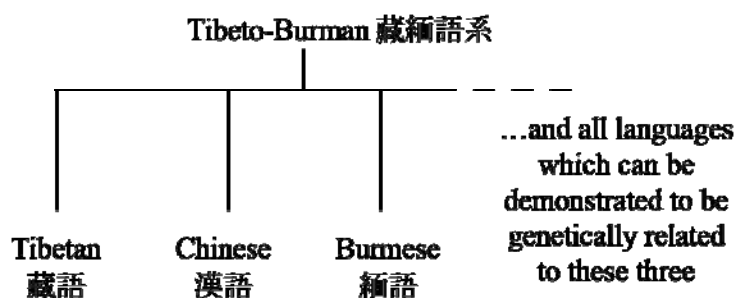 Tibeto-Burman 藏緬語系
…and all languages
which can be
demonstrated to be
genetically related
to these three
Tibetan
藏語
Chinese
漢語
Burmese
緬語